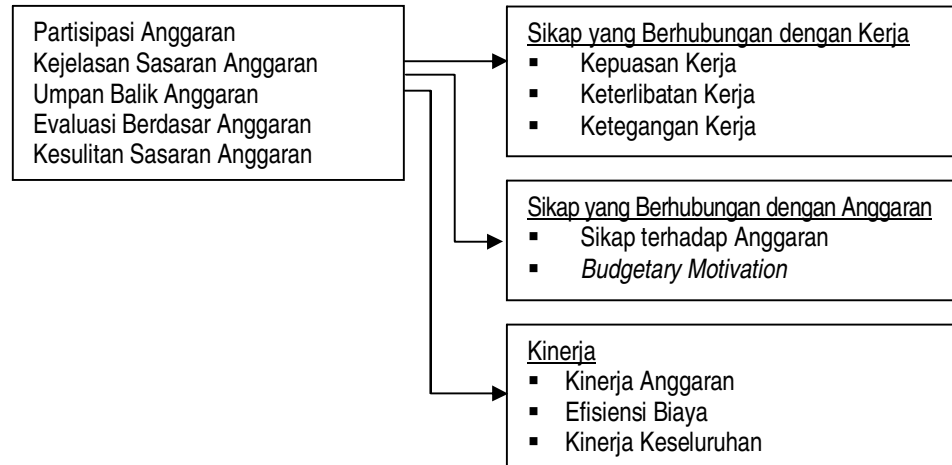 Partisipasi Anggaran
Kejelasan Sasaran Anggaran
Umpan Balik Anggaran
Evaluasi Berdasar Anggaran
Kesulitan Sasaran Anggaran
Sikap yang Berhubungan dengan Kerja
▪ Kepuasan Kerja
▪ Keterlibatan Kerja
▪ Ketegangan Kerja
Sikap yang Berhubungan dengan Anggaran
▪ Sikap terhadap Anggaran
▪ Budgetary Motivation
Kinerja
▪ Kinerja Anggaran
▪ Efisiensi Biaya
▪ Kinerja Keseluruhan